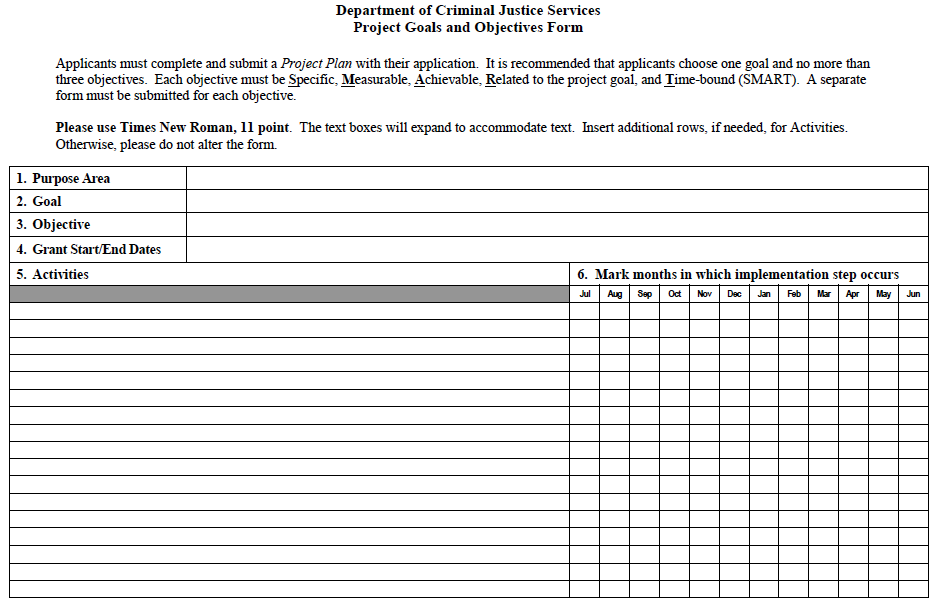 Department of Criminal Justice Services
Project Goals and Objectives Form
Applicants must complete and submit a Project Plan with their application.  It is recommended that applicants choose one goal and no more than
three objectives.  Each objective must be Specific, Measurable, Achievable, Related to the project goal, and Time-bound (SMART).  A separate
form must be submitted for each objective.
Please use Times New Roman, 11 point.  The text boxes will expand to accommodate text.  Insert additional rows, if needed, for Activities.
Otherwise, please do not alter the form.
1. Purpose Area
2. Goal
3. Objective
4. Grant Start/End Dates
5. Activities
6. Mark months in which implementation step occurs
Jul Aug Sep Oct Nov Dec Jan Feb Mar Apr May Jun